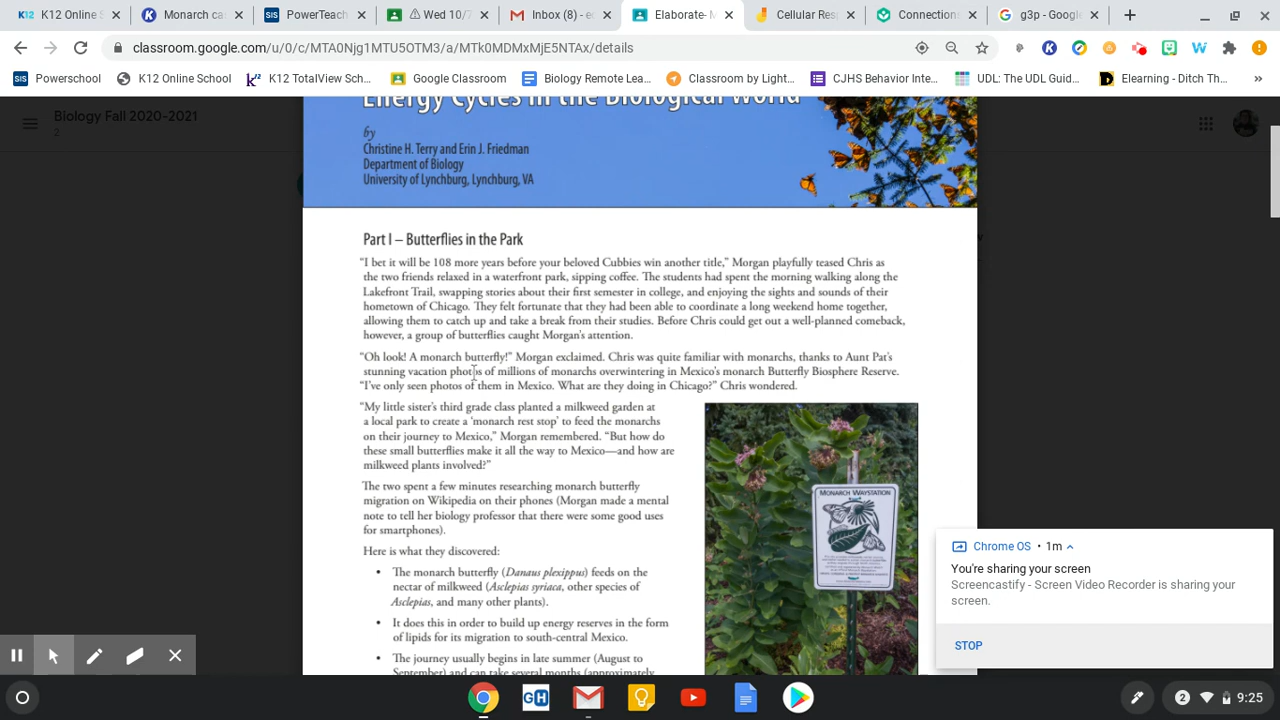 K12 Online S
Monarch ca
PowerTeach
⚠ Wed 10/7
Inbox (8) - e
Elaborate- M
Cellular Res
Connection
g3p - Google
classroom.google.com/u/0/c/MTA0Njg1MTU5OTM3/a/MTk0MDMxMjE5NTAx/details
Powerschool
K12 Online School
K12 TotalView Sch...
Google Classroom
Biology Remote Lea...
Classroom by Light...
CJHS Behavior Inte...
UDL: The UDL Guid...
Elearning - Ditch Th...
»
Biology Fall 2020-2021
2
Energy Cycles in the Biological World
by
Christine H. Terry and Erin J. Friedman
Department of Biology
University of Lynchburg, Lynchburg, VA
Part I – Butterflies in the Park
“I bet it will be 108 more years before your beloved Cubbies win another title,” Morgan playfully teased Chris as
the two friends relaxed in a waterfront park, sipping coffee. The students had spent the morning walking along the
Lakefront Trail, swapping stories about their first semester in college, and enjoying the sights and sounds of their
hometown of Chicago. They felt fortunate that they had been able to coordinate a long weekend home together,
allowing them to catch up and take a break from their studies. Before Chris could get out a well-planned comeback,
however, a group of butterflies caught Morgan’s attention.
“Oh look! A monarch butterfly!” Morgan exclaimed. Chris was quite familiar with monarchs, thanks to Aunt Pat’s
stunning vacation photos of millions of monarchs overwintering in Mexico’s monarch Butterfly Biosphere Reserve.
“I’ve only seen photos of them in Mexico. What are they doing in Chicago?” Chris wondered.
“My little sister’s third grade class planted a milkweed garden at
a local park to create a ‘monarch rest stop’ to feed the monarchs
on their journey to Mexico,” Morgan remembered. “But how do
these small butterflies make it all the way to Mexico—and how are
milkweed plants involved?”
The two spent a few minutes researching monarch butterfly
migration on Wikipedia on their phones (Morgan made a mental
note to tell her biology professor that there were some good uses
for smartphones).
Here is what they discovered:
• The monarch butterfly (Danaus plexippus) feeds on the
nectar of milkweed (Asclepias syriaca, other species of
Asclepias, and many other plants).
• It does this in order to build up energy reserves in the form
of lipids for its migration to south-central Mexico.
• The journey usually begins in late summer (August to
September) and can take several months (approximately
MONARCH WAYSTATION
Chrome OS • 1m
You're sharing your screen
Screencastify - Screen Video Recorder is sharing your
screen.
STOP
GH
2
9:25